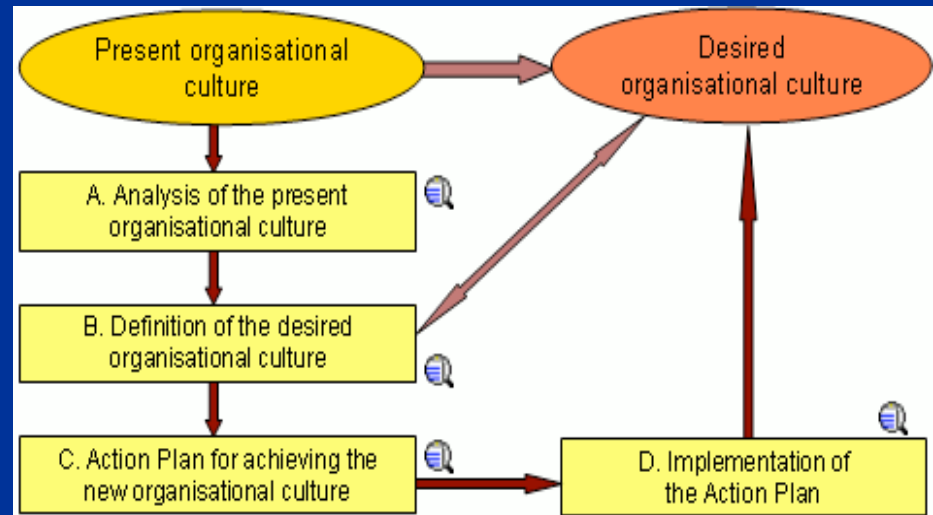 Present organisational
culture
Desired
organisational culture
A. Analysis of the present
organisational culture
B. Definition of the desired
organisational culture
C. Action Plan for achieving the
new organisational culture
D. Implementation of
the Action Plan